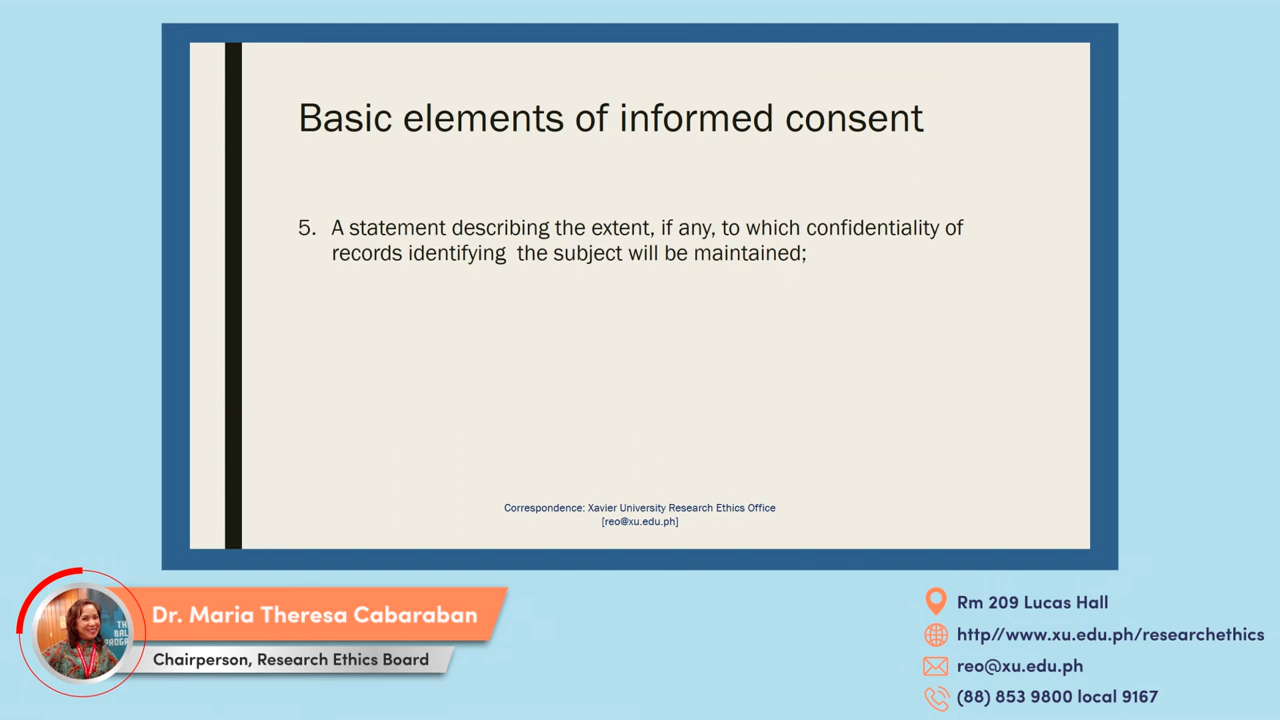 Basic elements of informed consent
5. A statement describing the extent, if any, to which confidentiality of
records identifying the subject will be maintained;
Correspondence: Xavier University Research Ethics Office
[reo@xu.edu.ph]
Dr. Maria Theresa Cabaraban
Chairperson, Research Ethics Board
Rm 209 Lucas Hall
http//www.xu.edu.ph/researchethics
reo@xu.edu.ph
(88) 853 9800 local 9167